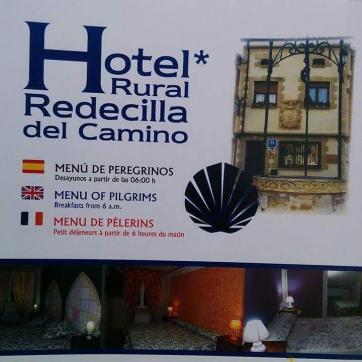 Hotel*
Rural
Redecilla
del Camino
MENÚ DE PEREGRINOS
Desayunos a partir de las 06:00 h
MENU OF PILGRIMS
Breakfasts from 6 a.m.
MENU DE PÈLERINS
Petit déjeneurs à partir de 6 heures du matin